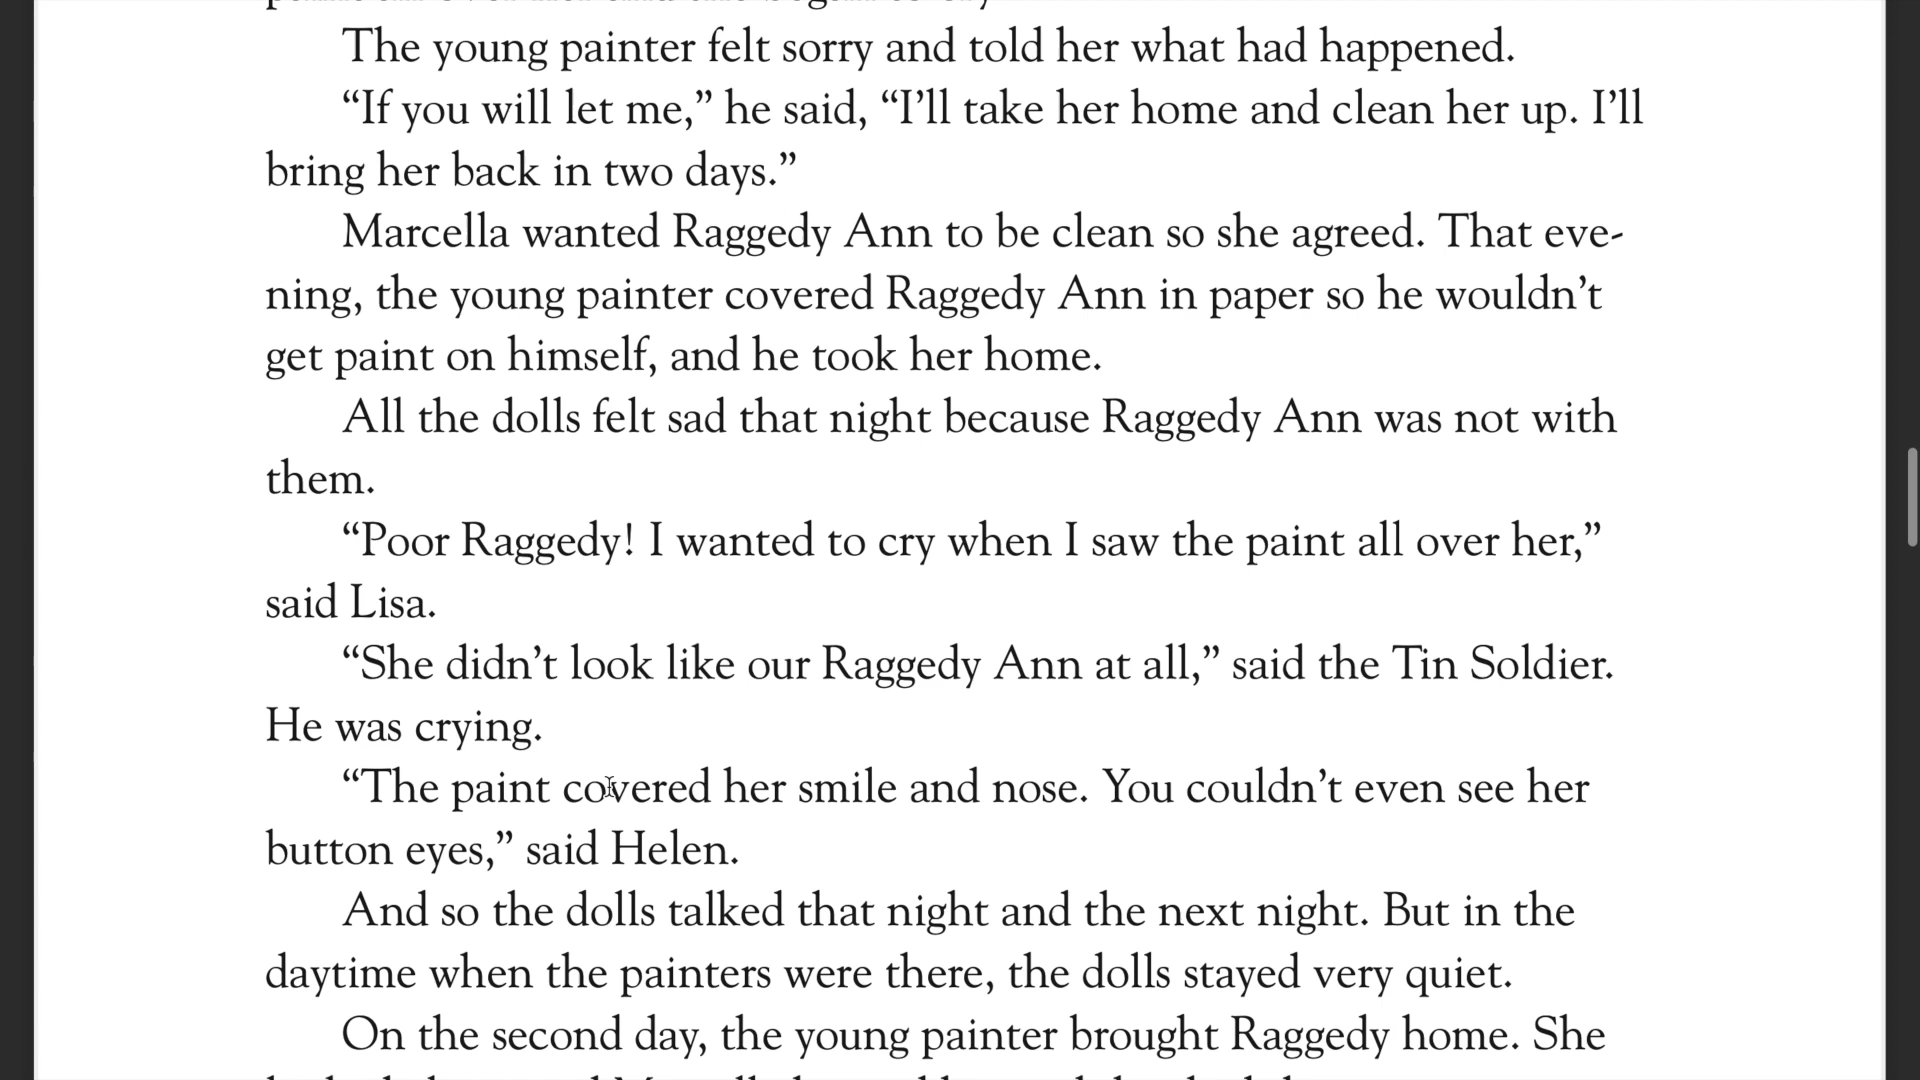 The young painter felt sorry and told her what had happened.
“If you will let me,” he said, “I’ll take her home and clean her up. I’ll
bring her back in two days.”
Marcella wanted Raggedy Ann to be clean so she agreed. That eve-
ning, the young painter covered Raggedy Ann in paper so he wouldn’t
get paint on himself, and he took her home.
All the dolls felt sad that night because Raggedy Ann was not with
them.
“Poor Raggedy! I wanted to cry when I saw the paint all over her,”
said Lisa.
“She didn’t look like our Raggedy Ann at all,” said the Tin Soldier.
He was crying.
“The paint covered her smile and nose. You couldn’t even see her
button eyes,” said Helen.
And so the dolls talked that night and the next night. But in the
daytime when the painters were there, the dolls stayed very quiet.
On the second day, the young painter brought Raggedy home. She